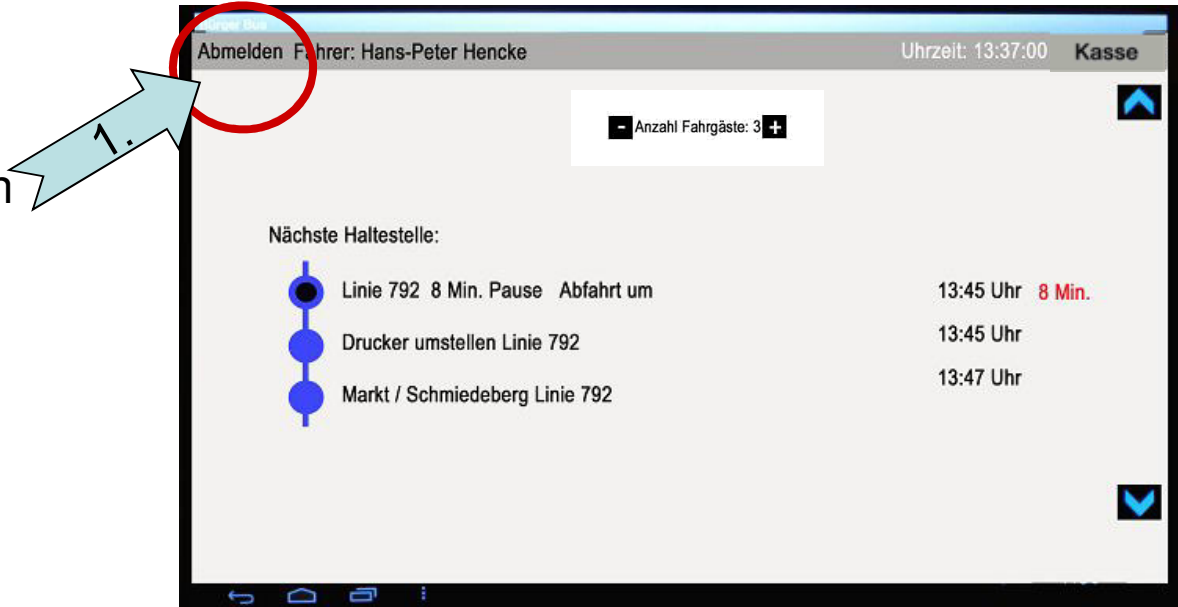 Bürger Bus
Abmelden Fahrer: Hans-Peter Hencke Uhrzeit: 13:37:00 Kasse
1.
- Anzahl Fahrgäste: 3 +
n
Nächste Haltestelle:
Linie 792 8 Min. Pause Abfahrt um 13:45 Uhr 8 Min.
Drucker umstellen Linie 792 13:45 Uhr
Markt / Schmiedeberg Linie 792 13:47 Uhr